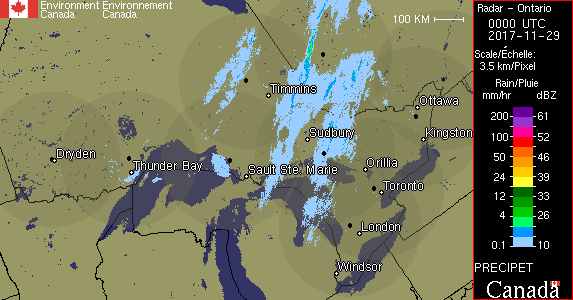 Environment Environnement
Canada Canada
100 KM
Radar - Ontario
0000 UTC
2017-11-29
Scale/Échelle:
3.5 km/Pixel
Rain/Pluie
mm/hr dBZ
200 61
100 52
50 46
24 39
12 33
4 26
0.1 10
PRECIPET
Canada
Timmins
Ottawa
Sudbury
Kingston
Dryden
Thunder Bay
Sault Ste. Marie
Orillia
Toronto
London
Windsor